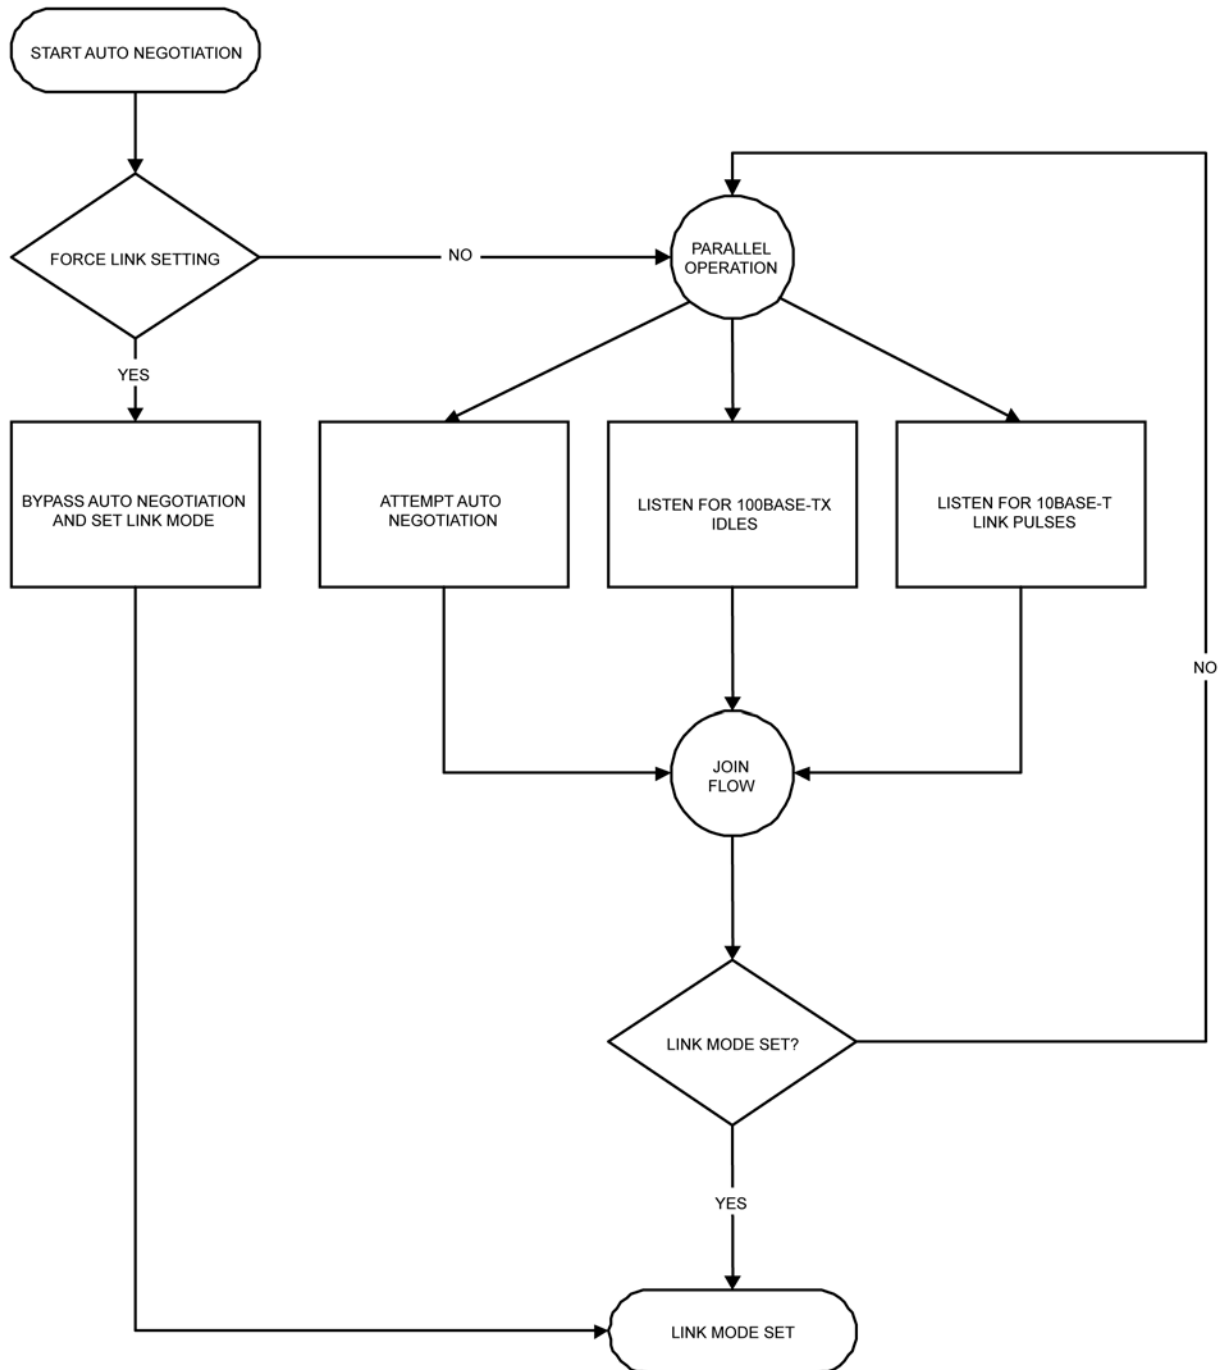 START AUTO NEGOTIATION
FORCE LINK SETTING
NO
PARALLEL
OPERATION
YES
BYPASS AUTO NEGOTIATION
AND SET LINK MODE
ATTEMPT AUTO
NEGOTIATION
LISTEN FOR 100BASE-TX
IDLES
LISTEN FOR 10BASE-T
LINK PULSES
NO
JOIN
FLOW
LINK MODE SET?
YES
LINK MODE SET